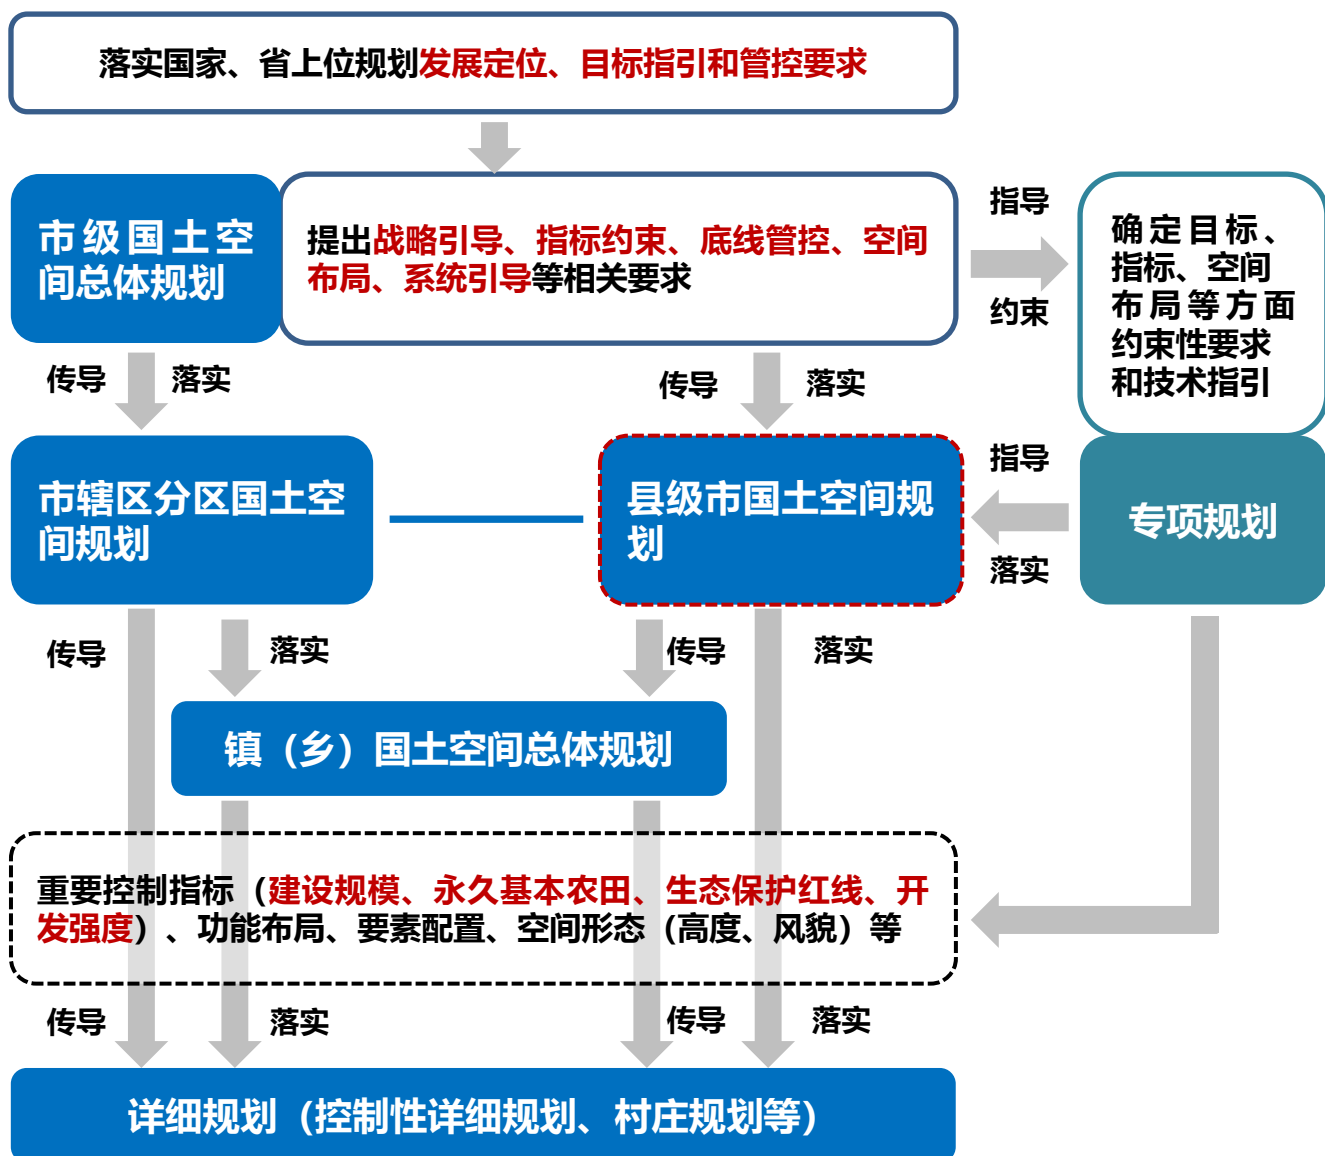 落实国家、省上位规划发展定位、目标指引和管控要求
市级国土空
间总体规划
提出战略引导、指标约束、底线管控、空间
布局、系统引导等相关要求
指导
约束
确定目标、
指标、空间
布局等方面
约束性要求
和技术指引
传导
落实
传导
落实
市辖区分区国土空
间规划
县级市国土空间规
划
指导
落实
专项规划
传导
落实
传导
落实
镇（乡）国土空间总体规划
重要控制指标（建设规模、永久基本农田、生态保护红线、开
发强度）、功能布局、要素配置、空间形态（高度、风貌）等
传导
落实
传导
落实
详细规划（控制性详细规划、村庄规划等）